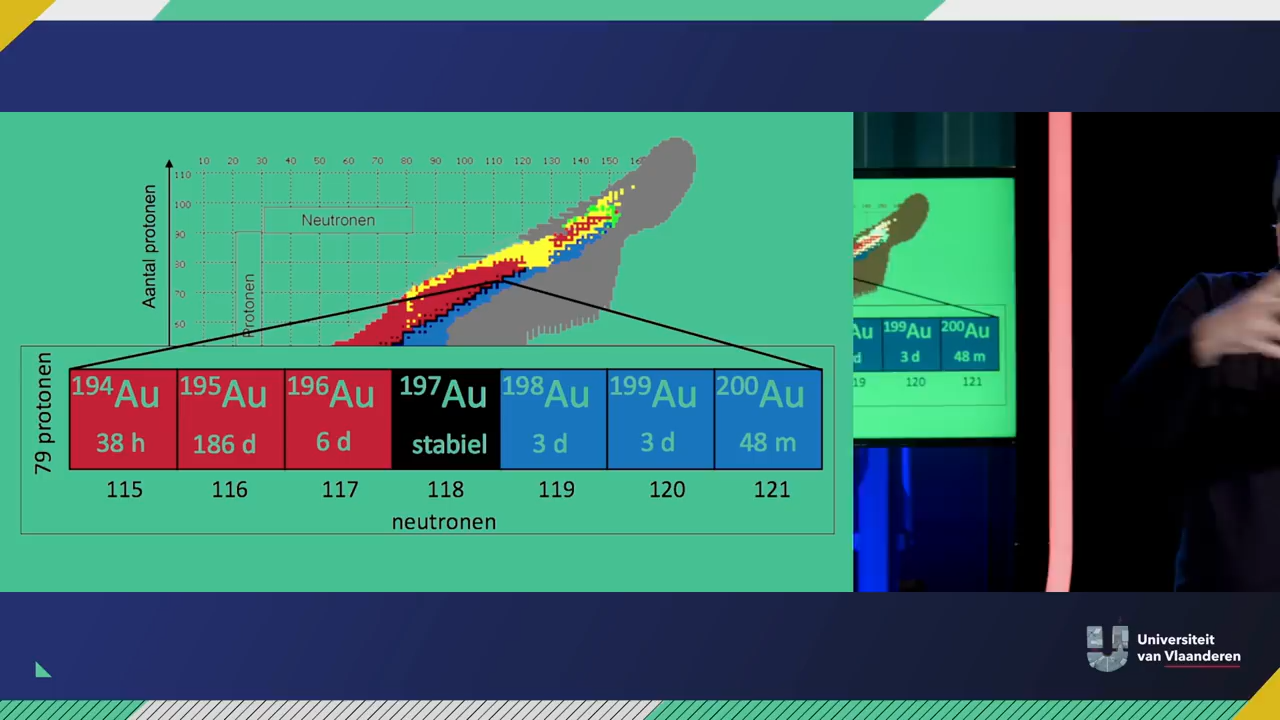 10 20 30 40 50 60 70 80 90 100 110 120 130 140 150
110
100
90
80
70
Aantal protonen
Neutronen
Protonen
79 protonen
194Au 195Au 196Au 197Au 198Au 199Au 200Au
38 h 186 d 6 d stabiel 3 d 3 d 48 m
115 116 117 118 119 120 121
neutronen
Au 199Au 200Au
d 3 d 48 m
19 120 121
Universiteit
van Vlaanderen